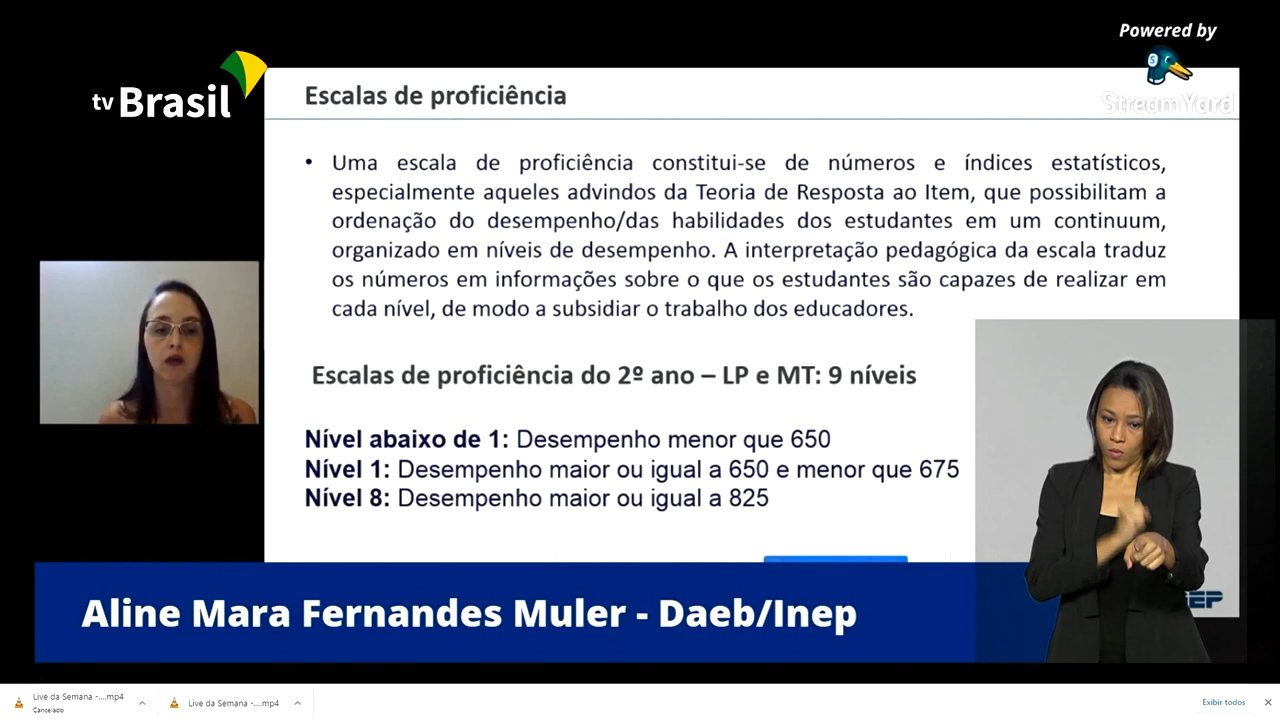 Powered by
StreamYard
tv Brasil
Escalas de proficiência
• Uma escala de proficiência constitui-se de números e índices estatísticos,
especialmente aqueles advindos da Teoria de Resposta ao Item, que possibilitam a
ordenação do desempenho/das habilidades dos estudantes em um continuum,
organizado em níveis de desempenho. A interpretação pedagógica da escala traduz
os números em informações sobre o que os estudantes são capazes de realizar em
cada nível, de modo a subsidiar o trabalho dos educadores.
Escalas de proficiência do 2º ano – LP e MT: 9 níveis
Nível abaixo de 1: Desempenho menor que 650
Nível 1: Desempenho maior ou igual a 650 e menor que 675
Nível 8: Desempenho maior ou igual a 825
EP
Aline Mara Fernandes Muler - Daeb/Inep
Live da Semana -....mp4
Cancelado
Live da Semana -....mp4
Exibir todos